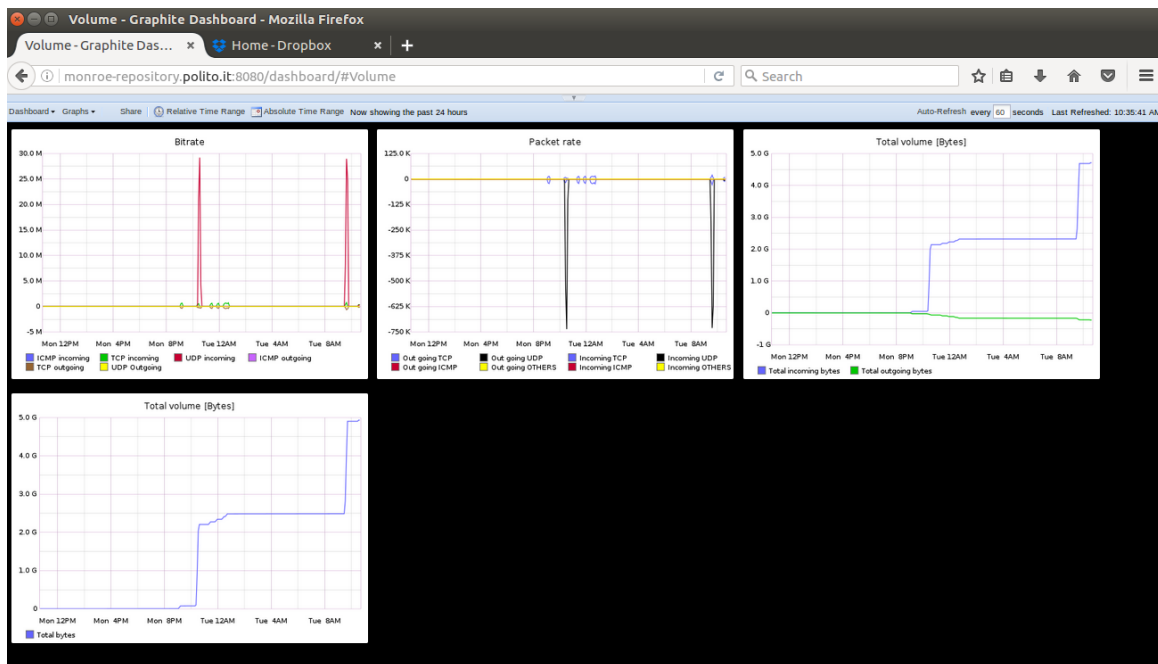 Volume - Graphite Dashboard - Mozilla Firefox
Volume - Graphite Das... × Home - Dropbox × +
monroe-repository.polito.it:8080/dashboard/#Volume Search
Dashboard Graphs Share Relative Time Range Absolute Time Range Now showing the past 24 hours Auto-Refresh every 60 seconds Last Refreshed: 10:35:41 AM
Bitrate
30.0 M
25.0 M
20.0 M
15.0 M
10.0 M
5.0 M
0
-5 M
Mon 12PM Mon 4PM Mon 8PM Tue 12AM Tue 4AM Tue 8AM
ICMP incoming TCP incoming UDP incoming ICMP outgoing
TCP outgoing UDP Outgoing
Packet rate
125.0 K
0
-125 K
-250 K
-375 K
-500 K
-625 K
-750 K
Mon 12PM Mon 4PM Mon 8PM Tue 12AM Tue 4AM Tue 8AM
Out going TCP Out going UDP Incoming TCP Incoming UDP
Out going ICMP Out going OTHERS Incoming ICMP Incoming OTHERS
Total volume [Bytes]
5.0 G
4.0 G
3.0 G
2.0 G
1.0 G
0
-1 G
Mon 12PM Mon 4PM Mon 8PM Tue 12AM Tue 4AM Tue 8AM
Total incoming bytes Total outgoing bytes
Total volume [Bytes]
5.0 G
4.0 G
3.0 G
2.0 G
1.0 G
0
Mon 12PM Mon 4PM Mon 8PM Tue 12AM Tue 4AM Tue 8AM
Total bytes